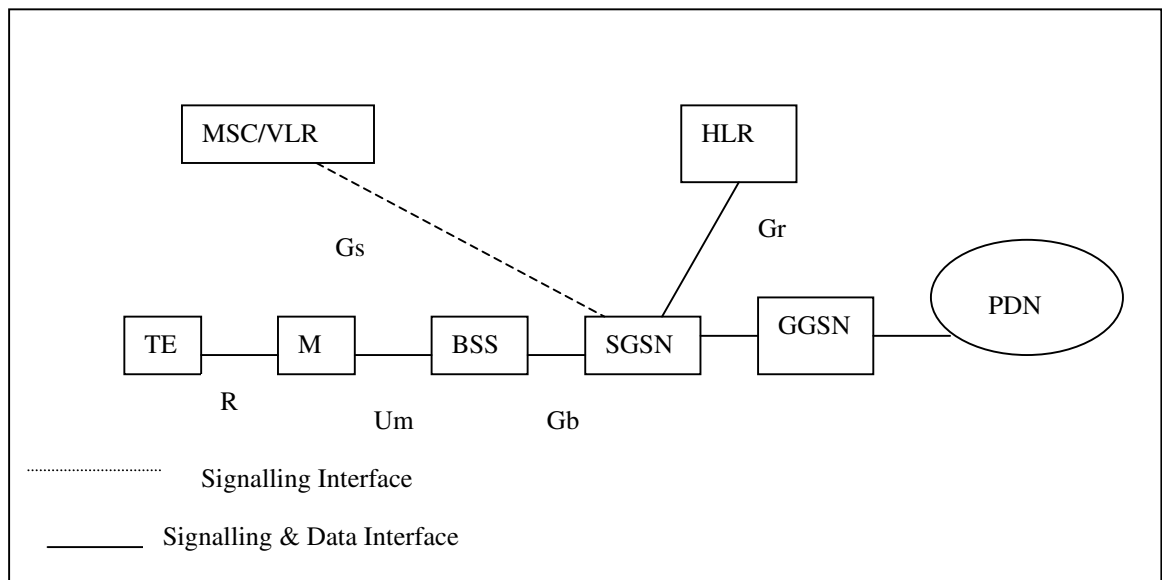 MSC/VLR
HLR
Gs
Gr
TE
M
BSS
SGSN
GGSN
PDN
R
Um
Gb
Signalling Interface
Signalling & Data Interface